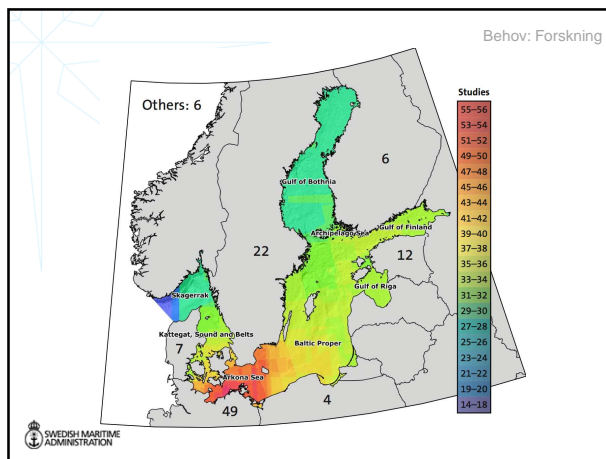 Behov: Forskning
Others: 6
Studies
55–56
53–54
51–52
49–50
47–48
45–46
43–44
41–42
39–40
37–38
35–36
33–34
31–32
29–30
27–28
25–26
23–24
21–22
19–20
14–18
6
Gulf of Bothnia
Archipelago Sea
Gulf of Finland
22
12
Gulf of Riga
Skagerrak
Kattegat, Sound and Belts
7
Baltic Proper
Arkona Sea
49
4
SWEDISH MARITIME
ADMINISTRATION